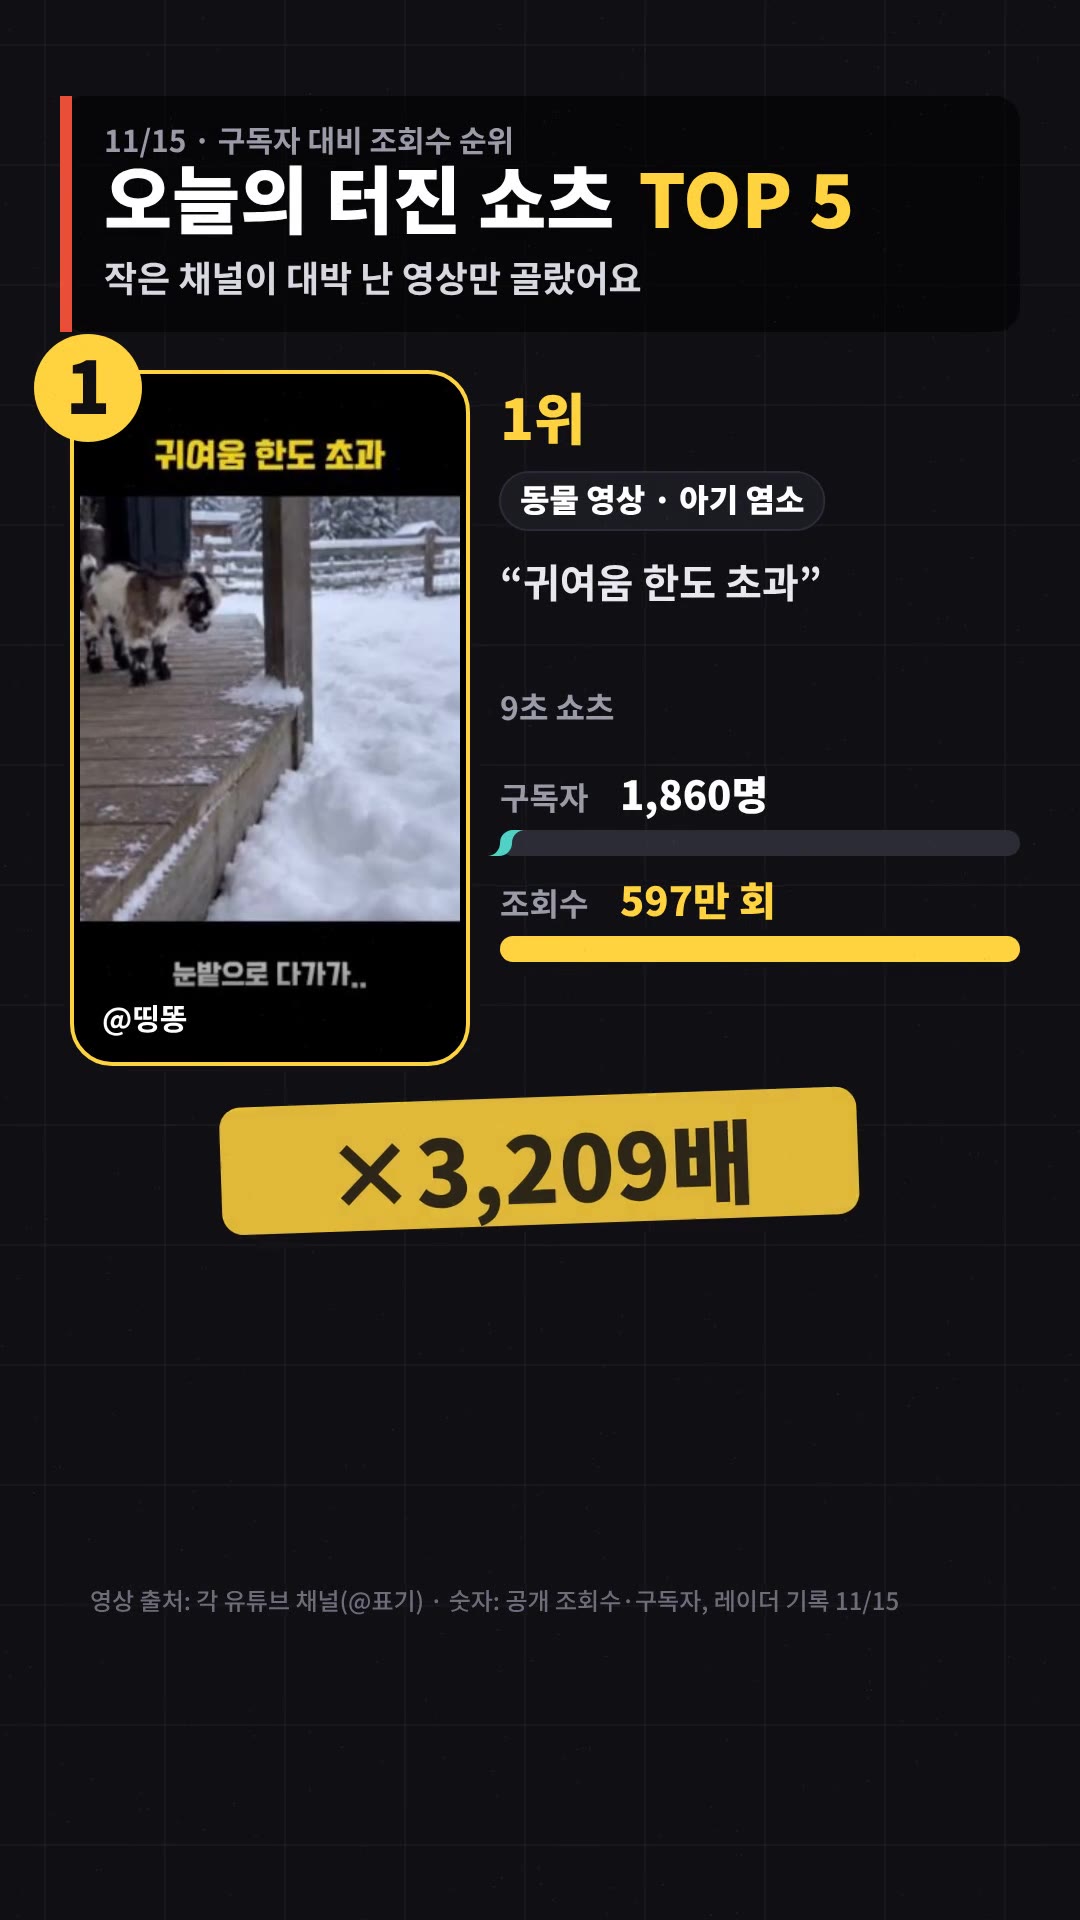 11/15 · 구독자 대비 조회수 순위
오늘의 터진 쇼츠 TOP 5
작은 채널이 대박 난 영상만 골랐어요
1
귀여움 한도 초과
눈밭으로 다가가..
@띵똥
1위
동물 영상 · 아기 염소
“귀여움 한도 초과”
9초 쇼츠
구독자 1,860명
조회수 597만 회
×3,209배
영상 출처: 각 유튜브 채널(@표기) · 숫자: 공개 조회수·구독자, 레이더 기록 11/15